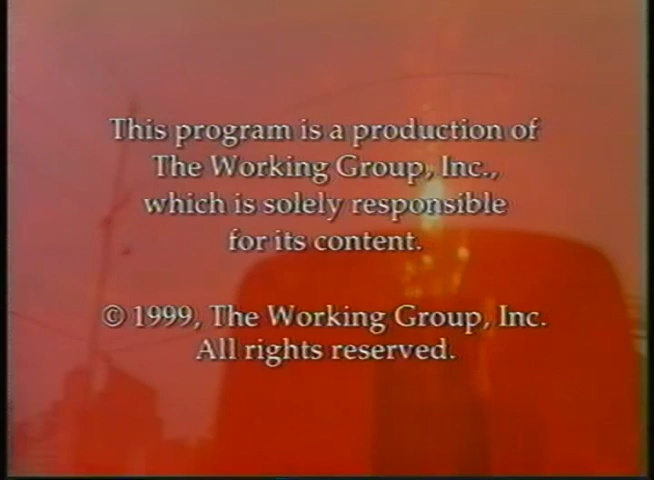 This program is a production of
The Working Group, Inc.,
which is solely responsible
for its content.
© 1999, The Working Group, Inc.
All rights reserved.